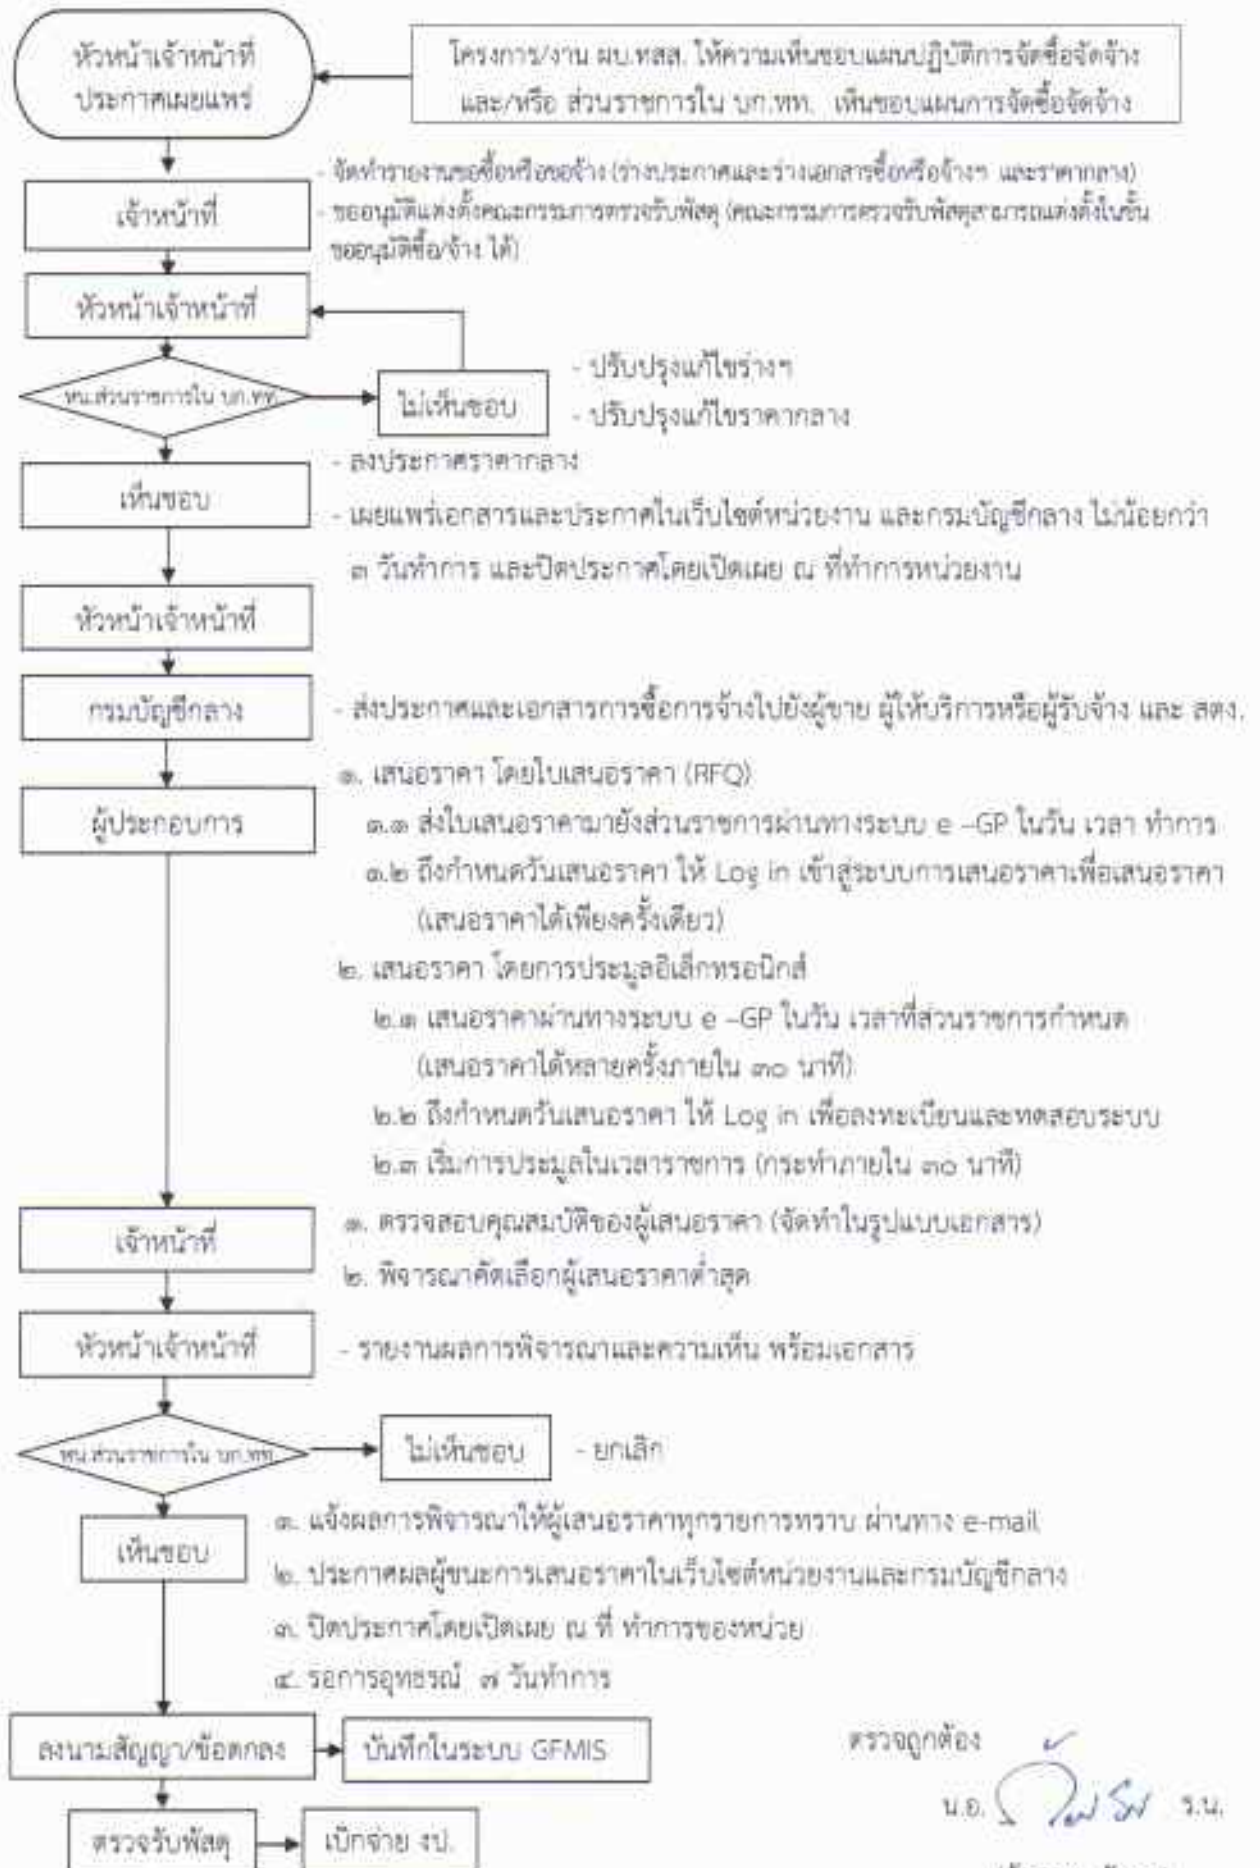 หัวหน้าเจ้าหน้าที่
ประกาศเผยแพร่
โครงการ/งาน ผบ.ทสส. ให้ความเห็นชอบแผนปฏิบัติการจัดซื้อจัดจ้าง
และ/หรือ ส่วนราชการใน บก.ทท. เห็นชอบแผนการจัดซื้อจัดจ้าง
เจ้าหน้าที่
- จัดทำรายงานขอซื้อหรือขอจ้าง (ร่างประกาศและร่างเอกสารซื้อหรือจ้างฯ และราคากลาง)
- ขออนุมัติแต่งตั้งคณะกรรมการตรวจรับพัสดุ (คณะกรรมการตรวจรับพัสดุสามารถแต่งตั้งในขั้น
ขออนุมัติซื้อ/จ้าง ได้)
หัวหน้าเจ้าหน้าที่
หน.ส่วนราชการใน บก.ทท.
ไม่เห็นชอบ
- ปรับปรุงแก้ไขร่างฯ
- ปรับปรุงแก้ไขราคากลาง
เห็นชอบ
- ลงประกาศราคากลาง
- เผยแพร่เอกสารและประกาศในเว็บไซต์หน่วยงาน และกรมบัญชีกลาง ไม่น้อยกว่า
๓ วันทำการ และปิดประกาศโดยเปิดเผย ณ ที่ทำการหน่วยงาน
หัวหน้าเจ้าหน้าที่
กรมบัญชีกลาง
- ส่งประกาศและเอกสารการซื้อการจ้างไปยังผู้ขาย ผู้ให้บริการหรือผู้รับจ้าง และ สตง.
ผู้ประกอบการ
๑. เสนอราคา โดยใบเสนอราคา (RFQ)
๑.๑ ส่งใบเสนอราคามายังส่วนราชการผ่านทางระบบ e –GP ในวัน เวลา ทำการ
๑.๒ ถึงกำหนดวันเสนอราคา ให้ Log in เข้าสู่ระบบการเสนอราคาเพื่อเสนอราคา
(เสนอราคาได้เพียงครั้งเดียว)
๒. เสนอราคา โดยการประมูลอิเล็กทรอนิกส์
๒.๑ เสนอราคาผ่านทางระบบ e –GP ในวัน เวลาที่ส่วนราชการกำหนด
(เสนอราคาได้หลายครั้งภายใน ๓๐ นาที)
๒.๒ ถึงกำหนดวันเสนอราคา ให้ Log in เพื่อลงทะเบียนและทดสอบระบบ
๒.๓ เริ่มการประมูลในเวลาราชการ (กระทำภายใน ๓๐ นาที)
เจ้าหน้าที่
๑. ตรวจสอบคุณสมบัติของผู้เสนอราคา (จัดทำในรูปแบบเอกสาร)
๒. พิจารณาคัดเลือกผู้เสนอราคาต่ำสุด
หัวหน้าเจ้าหน้าที่
- รายงานผลการพิจารณาและความเห็น พร้อมเอกสาร
หน.ส่วนราชการใน บก.ทท.
ไม่เห็นชอบ
- ยกเลิก
เห็นชอบ
๑. แจ้งผลการพิจารณาให้ผู้เสนอราคาทุกรายการทราบ ผ่านทาง e-mail
๒. ประกาศผลผู้ชนะการเสนอราคาในเว็บไซต์หน่วยงานและกรมบัญชีกลาง
๓. ปิดประกาศโดยเปิดเผย ณ ที่ ทำการของหน่วย
๔. รอการอุทธรณ์ ๗ วันทำการ
ลงนามสัญญา/ข้อตกลง
บันทึกในระบบ GFMIS
ตรวจถูกต้อง
น.อ. ร.น.
ตรวจรับพัสดุ
เบิกจ่าย งป.